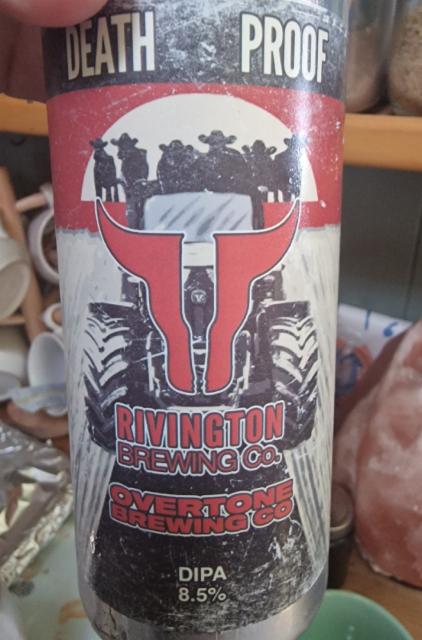 DEATH PROOF
RIVINGTON
BREWING Co.
OVERTONE
BREWING CO
DIPA
8.5%